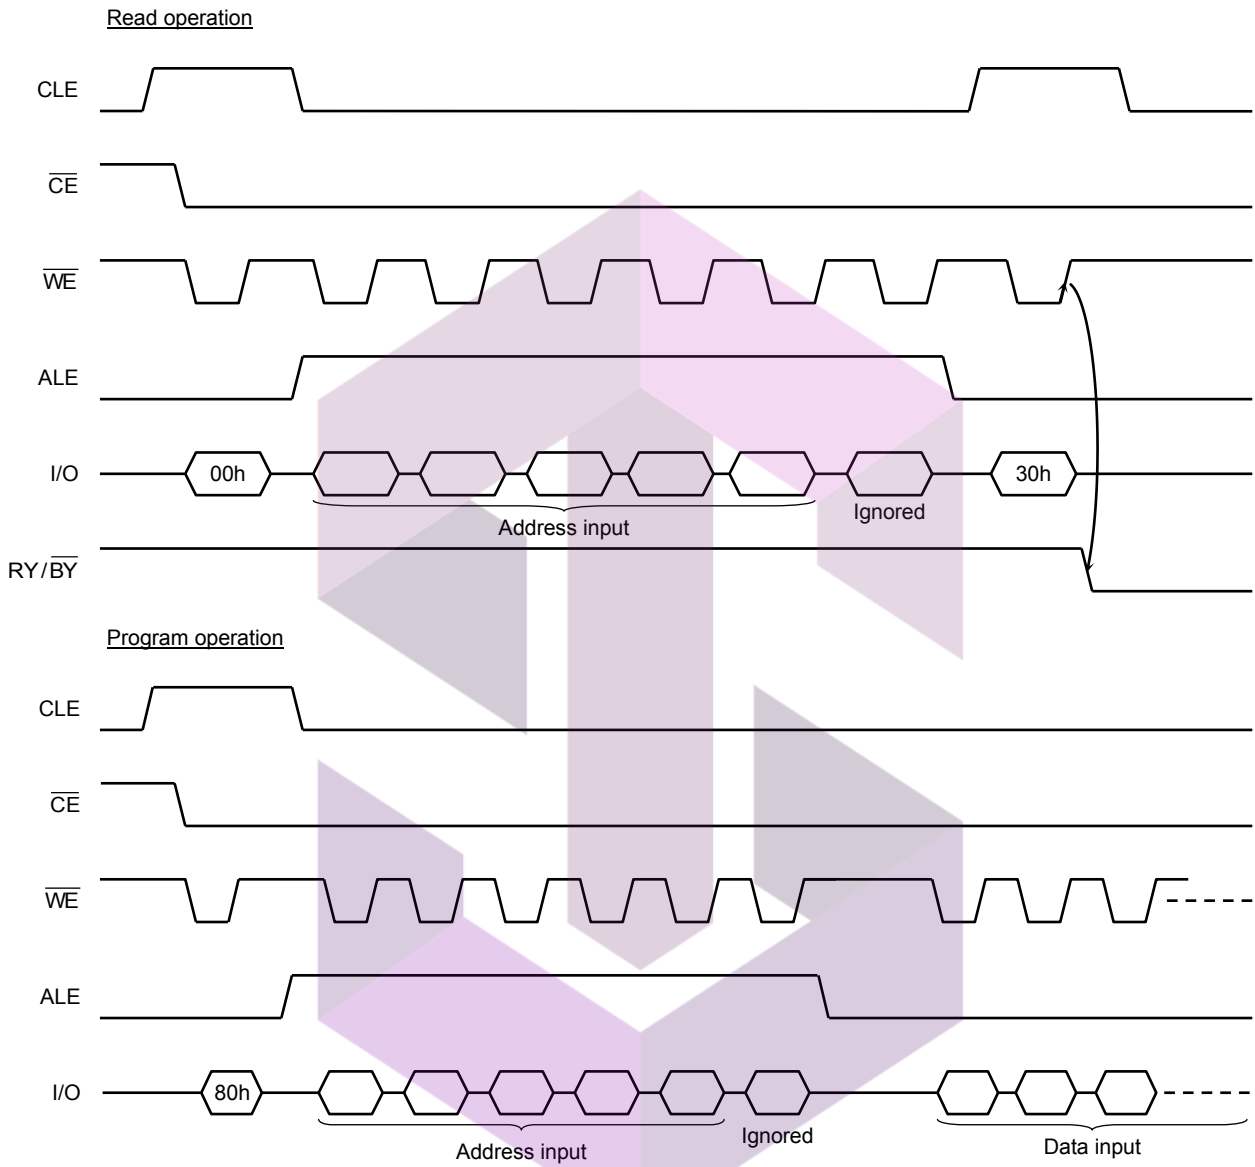 Read operation
CLE
CE
WE
ALE
I/O 00h 30h
Address input Ignored
RY/BY
Program operation
CLE
CE
WE
ALE
I/O 80h
Address input Ignored Data input